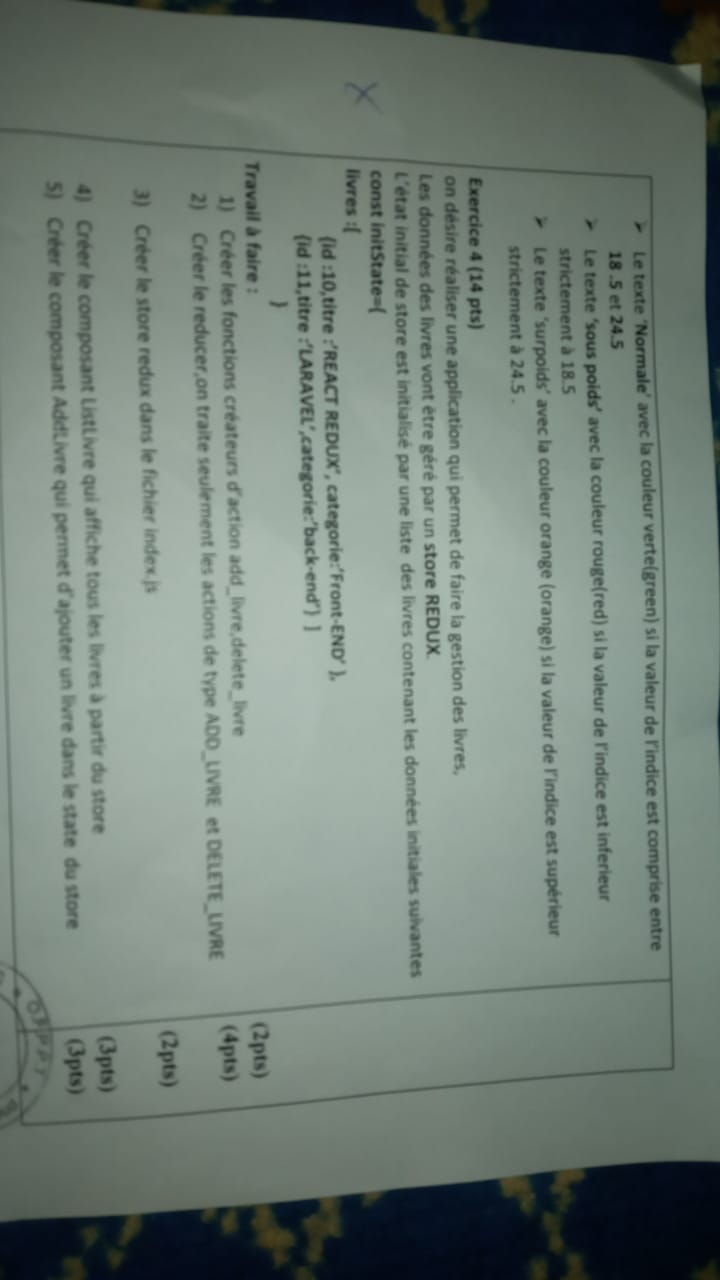 ➤ Le texte 'Normale' avec la couleur verte(green) si la valeur de l'indice est comprise entre
18 .5 et 24.5
➤ Le texte 'sous poids' avec la couleur rouge(red) si la valeur de l'indice est inferieur
strictement à 18.5
➤ Le texte 'surpoids' avec la couleur orange (orange) si la valeur de l'indice est supérieur
strictement à 24.5 .
Exercice 4 (14 pts)
on désire réaliser une application qui permet de faire la gestion des livres,
Les données des livres vont être géré par un store REDUX.
L'état initial de store est initialisé par une liste des livres contenant les données initiales suivantes
const initState={
livres :[
{id :10,titre :'REACT REDUX', categorie:'Front-END' },
{id :11,titre :'LARAVEL',categorie:'back-end'} ]
}
Travail à faire :
1) Créer les fonctions créateurs d'action add_livre,delete_livre (2pts)
2) Créer le reducer,on traite seulement les actions de type ADD_LIVRE et DELETE_LIVRE (4pts)
3) Créer le store redux dans le fichier index.js (2pts)
4) Créer le composant ListLivre qui affiche tous les livres à partir du store (3pts)
5) Créer le composant AddLivre qui permet d'ajouter un livre dans le state du store (3pts)
O.F.P.P.T